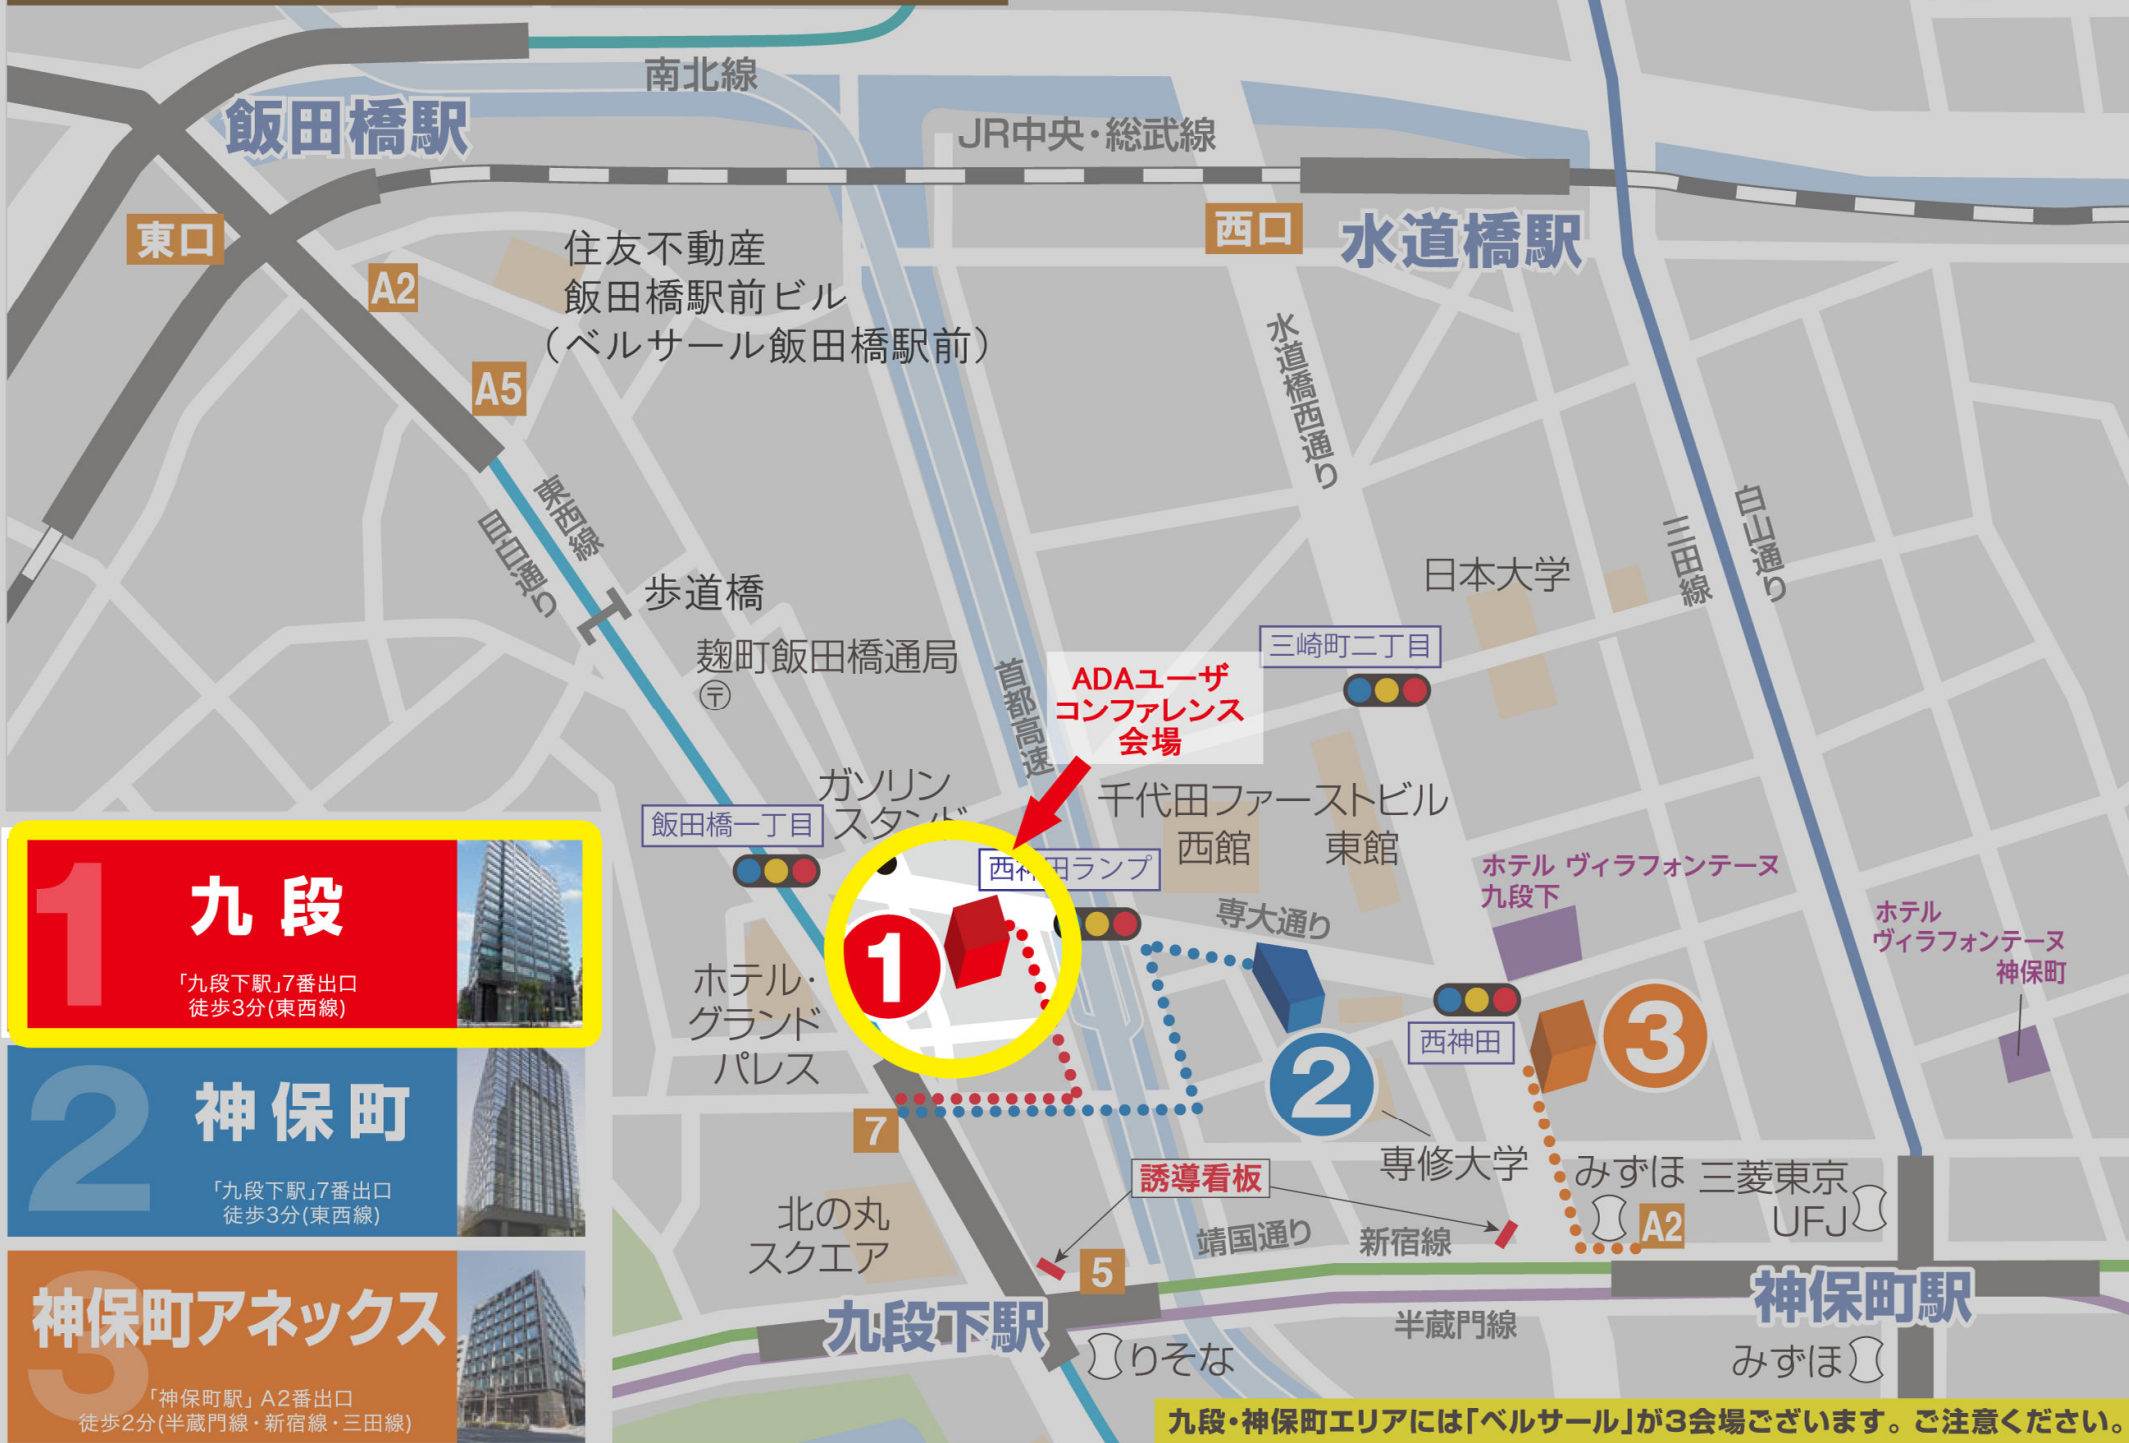 南北線
飯田橋駅
JR中央・総武線
東口
西口
水道橋駅
A2
住友不動産
飯田橋駅前ビル
（ベルサール飯田橋駅前）
A5
水道橋西通り
東西線
目白通り
白山通り
三田線
歩道橋
日本大学
麹町飯田橋通局
〒
三崎町二丁目
首都高速
ADAユーザ
コンファレンス
会場
ガソリン
スタンド
千代田ファーストビル
西館 東館
飯田橋一丁目
西神田ランプ
ホテル ヴィラフォンテーヌ
九段下
専大通り
ホテル
ヴィラフォンテーヌ
神保町
1
九段
「九段下駅」7番出口
徒歩3分(東西線)
1
ホテル・
グランド
パレス
西神田
3
2
7
2
神保町
「九段下駅」7番出口
徒歩3分(東西線)
専修大学
誘導看板
みずほ
三菱東京
UFJ
A2
北の丸
スクエア
靖国通り
新宿線
5
九段下駅
神保町駅
半蔵門線
りそな
みずほ
3
神保町アネックス
「神保町駅」A2番出口
徒歩2分(半蔵門線・新宿線・三田線)
九段・神保町エリアには「ベルサール」が3会場ございます。ご注意ください。